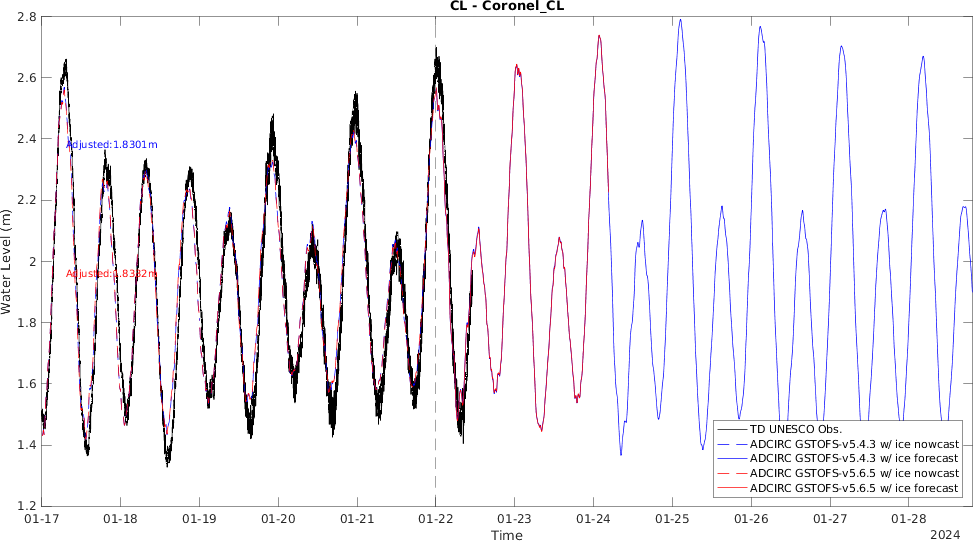 CL - Coronel_CL
2.8
2.6
2.4
2.2
2
1.8
1.6
1.4
1.2
Water Level (m)
Adjusted:1.8301m
Adjusted:1.8332m
TD UNESCO Obs.
ADCIRC GSTOFS-v5.4.3 w/ ice nowcast
ADCIRC GSTOFS-v5.4.3 w/ ice forecast
ADCIRC GSTOFS-v5.6.5 w/ ice nowcast
ADCIRC GSTOFS-v5.6.5 w/ ice forecast
01-17 01-18 01-19 01-20 01-21 01-22 01-23 01-24 01-25 01-26 01-27 01-28
Time
2024